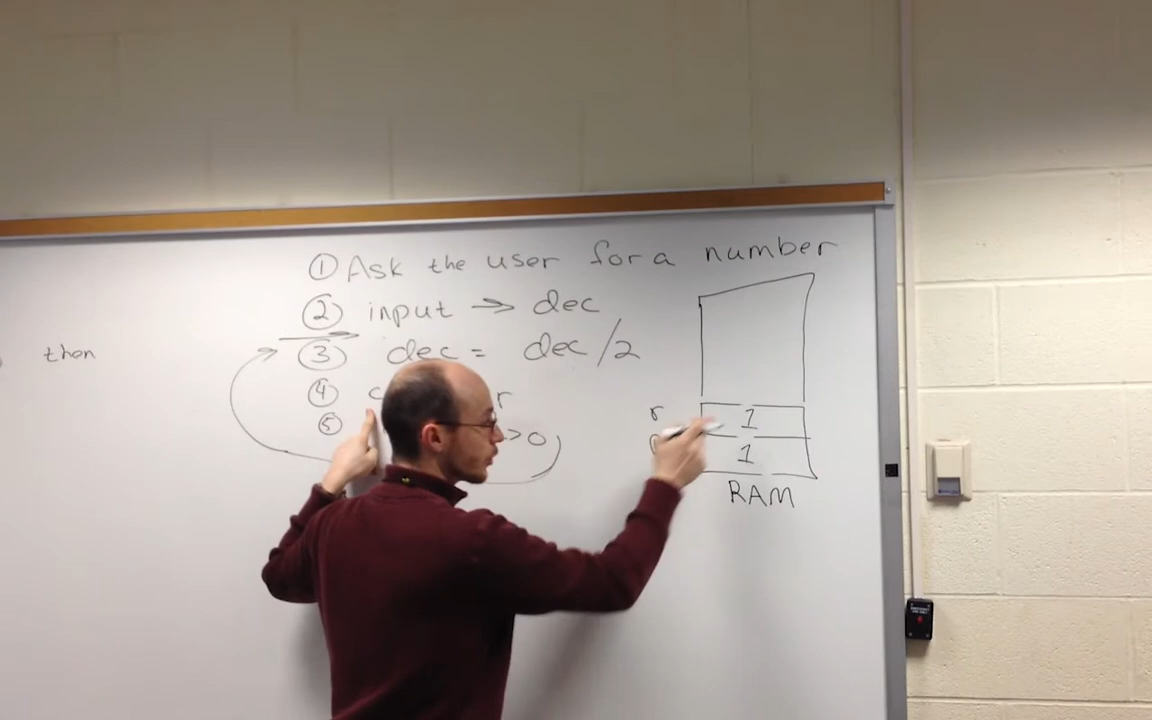 ① Ask the user for a number
② input → dec
then
③ dec = dec/2
④ c r
⑤ >0
r 1
1
RAM